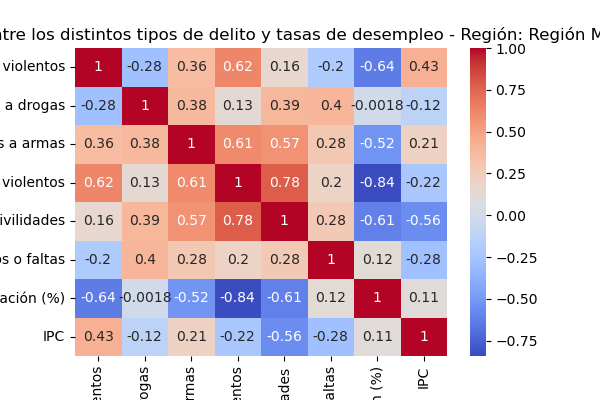 ntre los distintos tipos de delito y tasas de desempleo - Región: Región M
violentos 1 -0.28 0.36 0.62 0.16 -0.2 -0.64 0.43
a drogas -0.28 1 0.38 0.13 0.39 0.4 -0.0018 -0.12
s a armas 0.36 0.38 1 0.61 0.57 0.28 -0.52 0.21
violentos 0.62 0.13 0.61 1 0.78 0.2 -0.84 -0.22
ivilidades 0.16 0.39 0.57 0.78 1 0.28 -0.61 -0.56
os o faltas -0.2 0.4 0.28 0.2 0.28 1 0.12 -0.28
ación (%) -0.64 -0.0018 -0.52 -0.84 -0.61 0.12 1 0.11
IPC 0.43 -0.12 0.21 -0.22 -0.56 -0.28 0.11 1
entos
rogas
rmas
entos
ades
altas
n (%)
IPC
1.00
0.75
0.50
0.25
0.00
−0.25
−0.50
−0.75